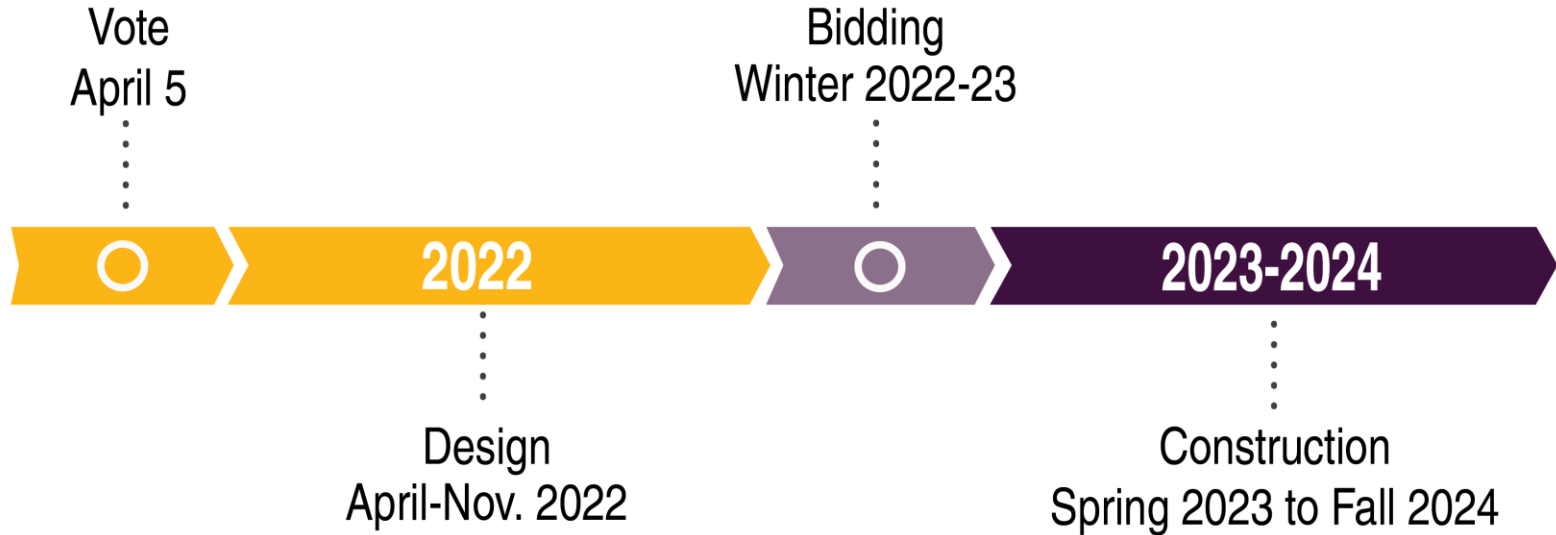 Vote
April 5
Bidding
Winter 2022-23
2022
2023-2024
Design
April-Nov. 2022
Construction
Spring 2023 to Fall 2024